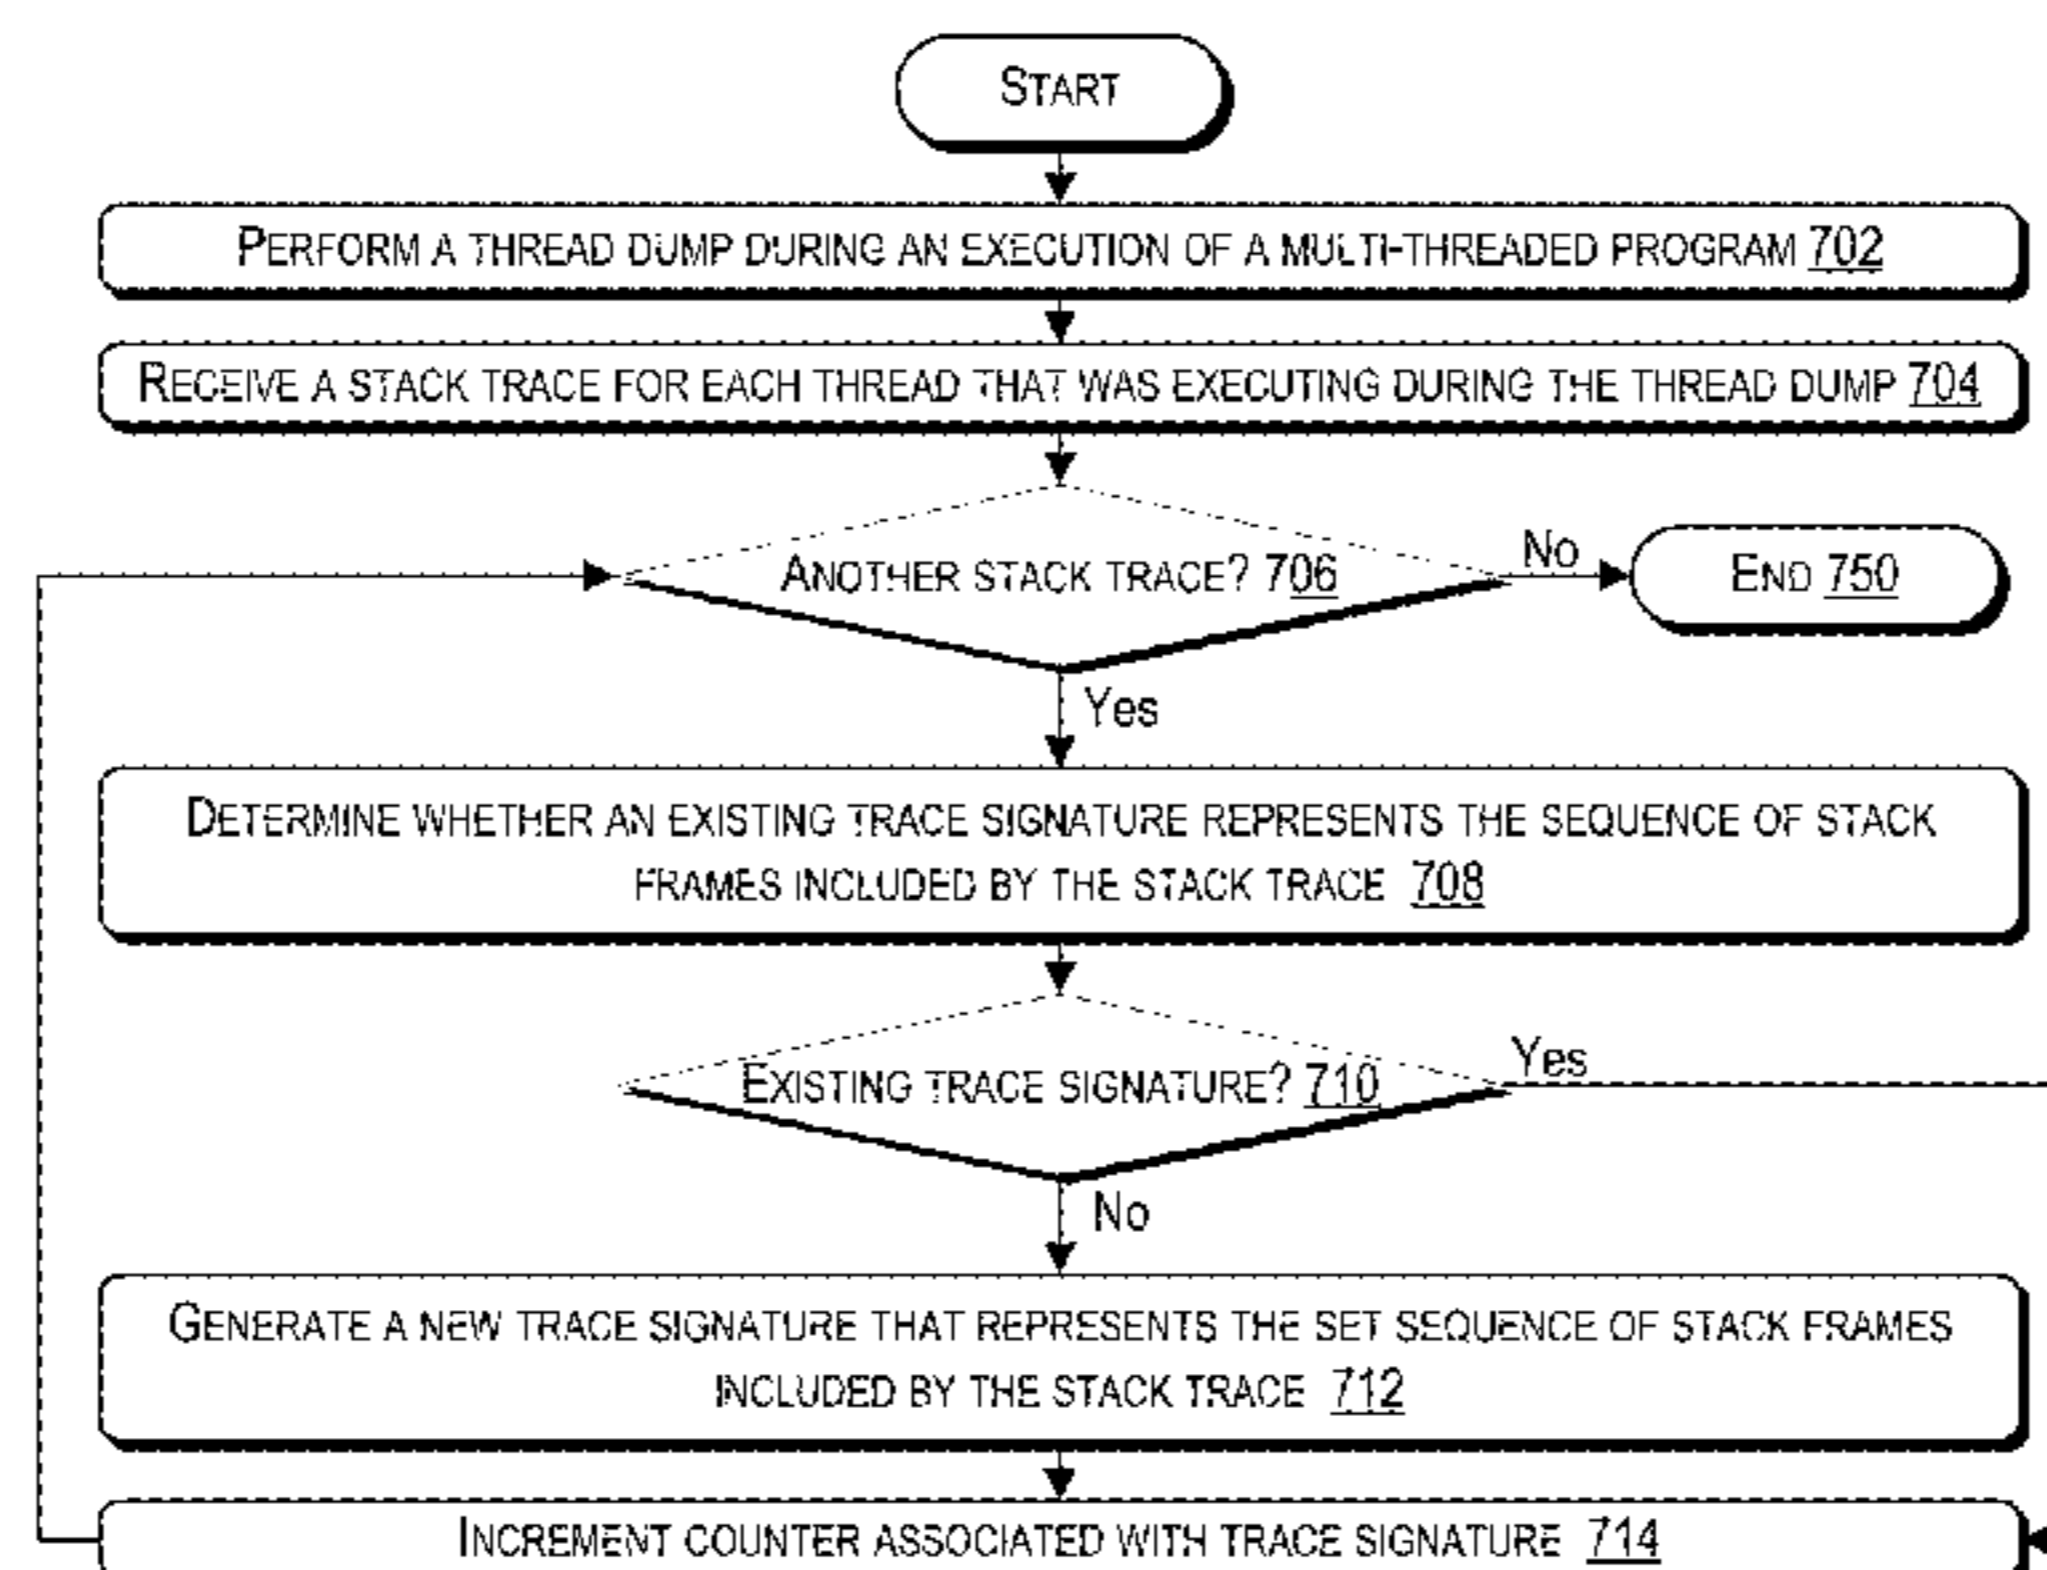 START
PERFORM A THREAD DUMP DURING AN EXECUTION OF A MULTI-THREADED PROGRAM 702
RECEIVE A STACK TRACE FOR EACH THREAD THAT WAS EXECUTING DURING THE THREAD DUMP 704
ANOTHER STACK TRACE? 706
No
END 750
Yes
DETERMINE WHETHER AN EXISTING TRACE SIGNATURE REPRESENTS THE SEQUENCE OF STACK
FRAMES INCLUDED BY THE STACK TRACE 708
EXISTING TRACE SIGNATURE? 710
Yes
No
GENERATE A NEW TRACE SIGNATURE THAT REPRESENTS THE SET SEQUENCE OF STACK FRAMES
INCLUDED BY THE STACK TRACE 712
INCREMENT COUNTER ASSOCIATED WITH TRACE SIGNATURE 714